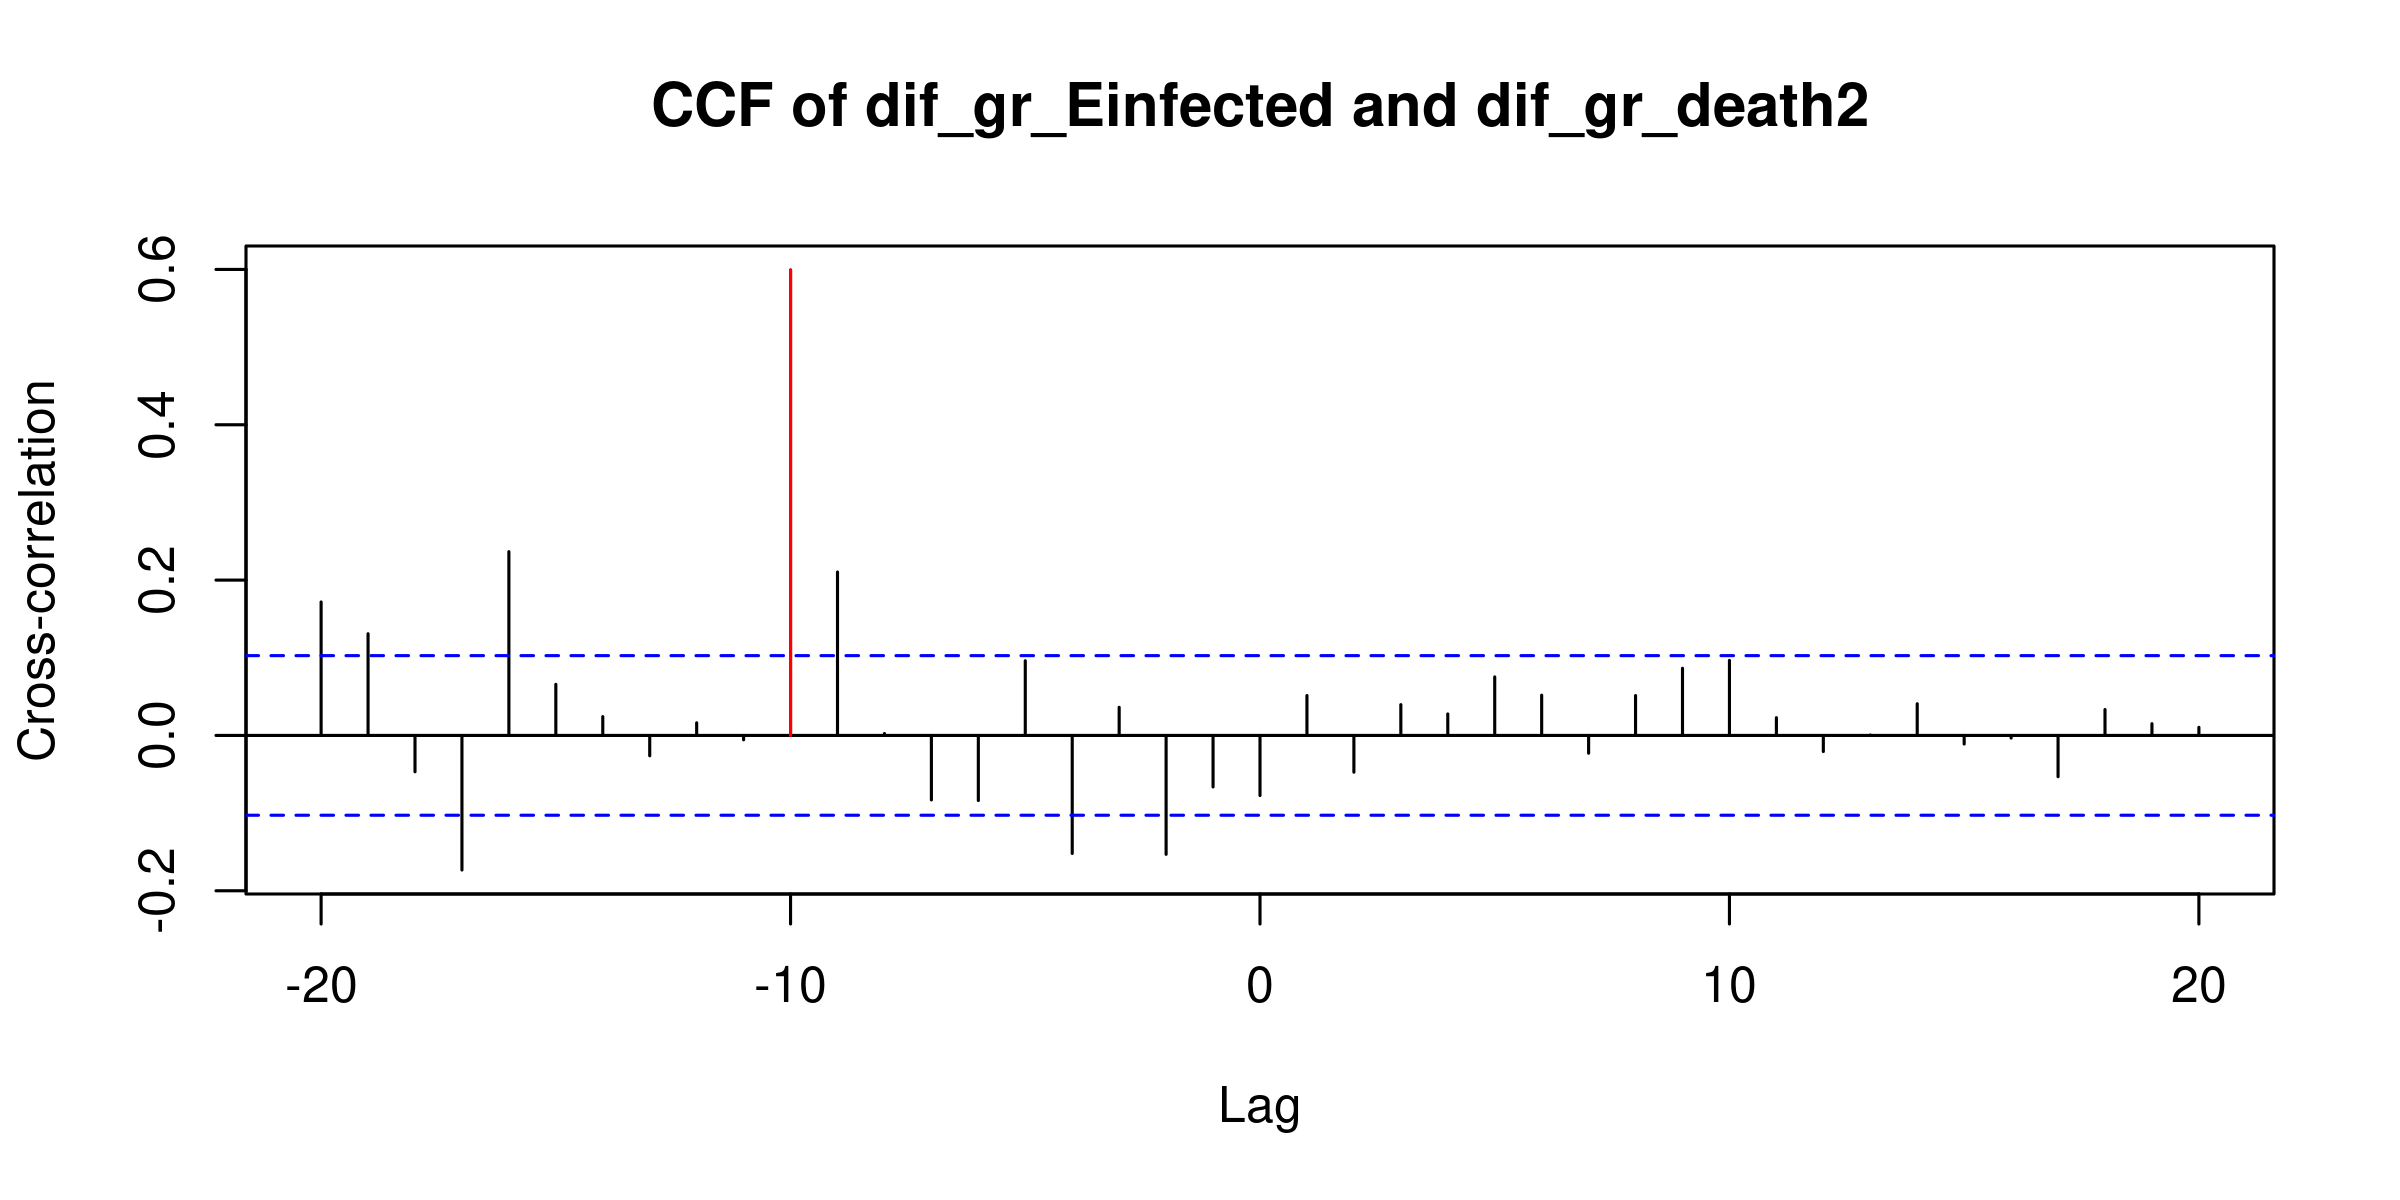 CCF of dif_gr_Einfected and dif_gr_death2
Cross-correlation
0.6
0.4
0.2
0.0
-0.2
-20 -10 0 10 20
Lag